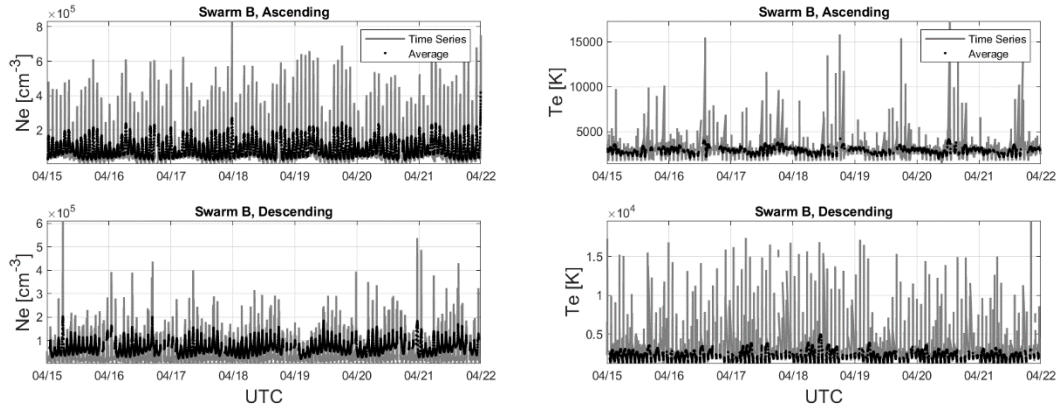 Swarm B, Ascending
×10⁵
Ne [cm⁻³]
8
6
4
2
Time Series
Average
04/15 04/16 04/17 04/18 04/19 04/20 04/21 04/22
Swarm B, Ascending
Te [K]
15000
10000
5000
Time Series
Average
04/15 04/16 04/17 04/18 04/19 04/20 04/21 04/22
Swarm B, Descending
×10⁵
Ne [cm⁻³]
6
5
4
3
2
1
04/15 04/16 04/17 04/18 04/19 04/20 04/21 04/22
UTC
Swarm B, Descending
×10⁴
Te [K]
1.5
1
0.5
04/15 04/16 04/17 04/18 04/19 04/20 04/21 04/22
UTC